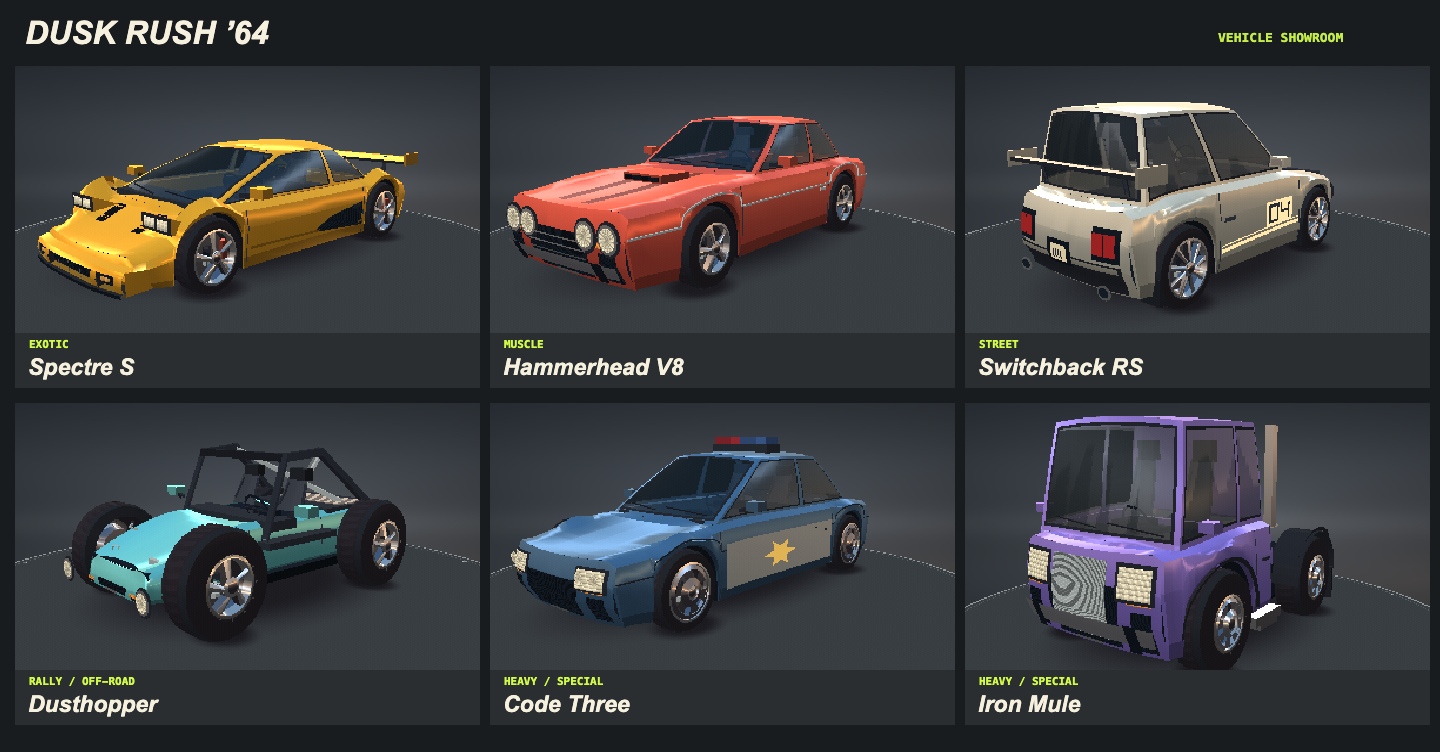 DUSK RUSH ’64
VEHICLE SHOWROOM
EXOTIC
Spectre S
MUSCLE
Hammerhead V8
04
STREET
Switchback RS
RALLY / OFF-ROAD
Dusthopper
HEAVY / SPECIAL
Code Three
HEAVY / SPECIAL
Iron Mule